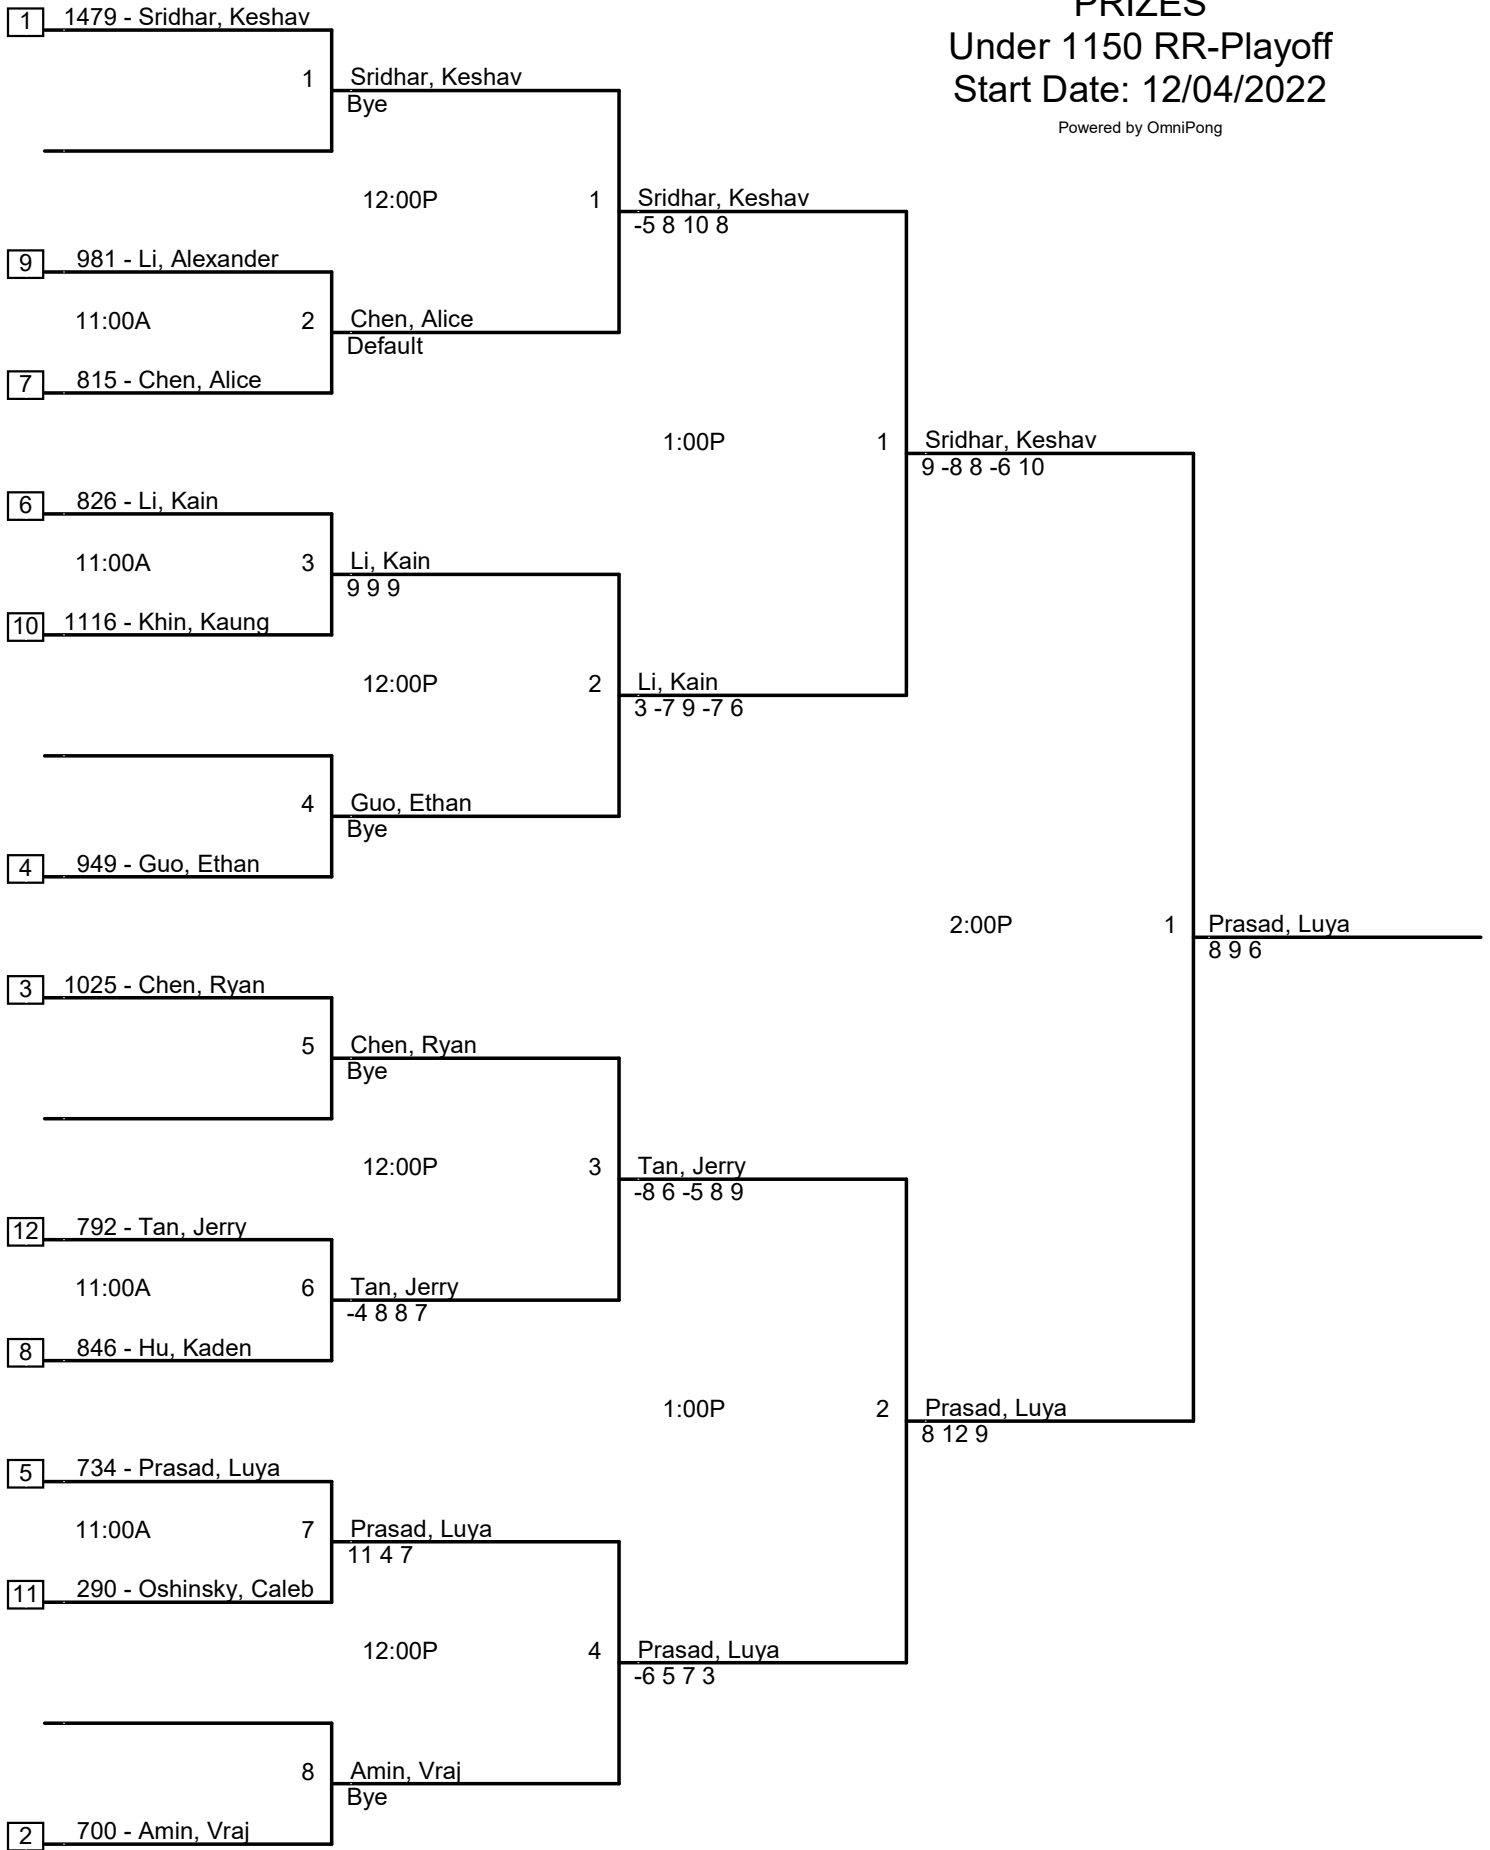 PRIZES
Under 1150 RR-Playoff
Start Date: 12/04/2022
Powered by OmniPong
1 1479 - Sridhar, Keshav
1 Sridhar, Keshav
Bye
12:00P 1 Sridhar, Keshav
-5 8 10 8
9 981 - Li, Alexander
11:00A 2 Chen, Alice
Default
7 815 - Chen, Alice
1:00P 1 Sridhar, Keshav
9 -8 8 -6 10
6 826 - Li, Kain
11:00A 3 Li, Kain
9 9 9
10 1116 - Khin, Kaung
12:00P 2 Li, Kain
3 -7 9 -7 6
4 Guo, Ethan
Bye
4 949 - Guo, Ethan
2:00P 1 Prasad, Luya
8 9 6
3 1025 - Chen, Ryan
5 Chen, Ryan
Bye
12:00P 3 Tan, Jerry
-8 6 -5 8 9
12 792 - Tan, Jerry
11:00A 6 Tan, Jerry
-4 8 8 7
8 846 - Hu, Kaden
1:00P 2 Prasad, Luya
8 12 9
5 734 - Prasad, Luya
11:00A 7 Prasad, Luya
11 4 7
11 290 - Oshinsky, Caleb
12:00P 4 Prasad, Luya
-6 5 7 3
8 Amin, Vraj
Bye
2 700 - Amin, Vraj